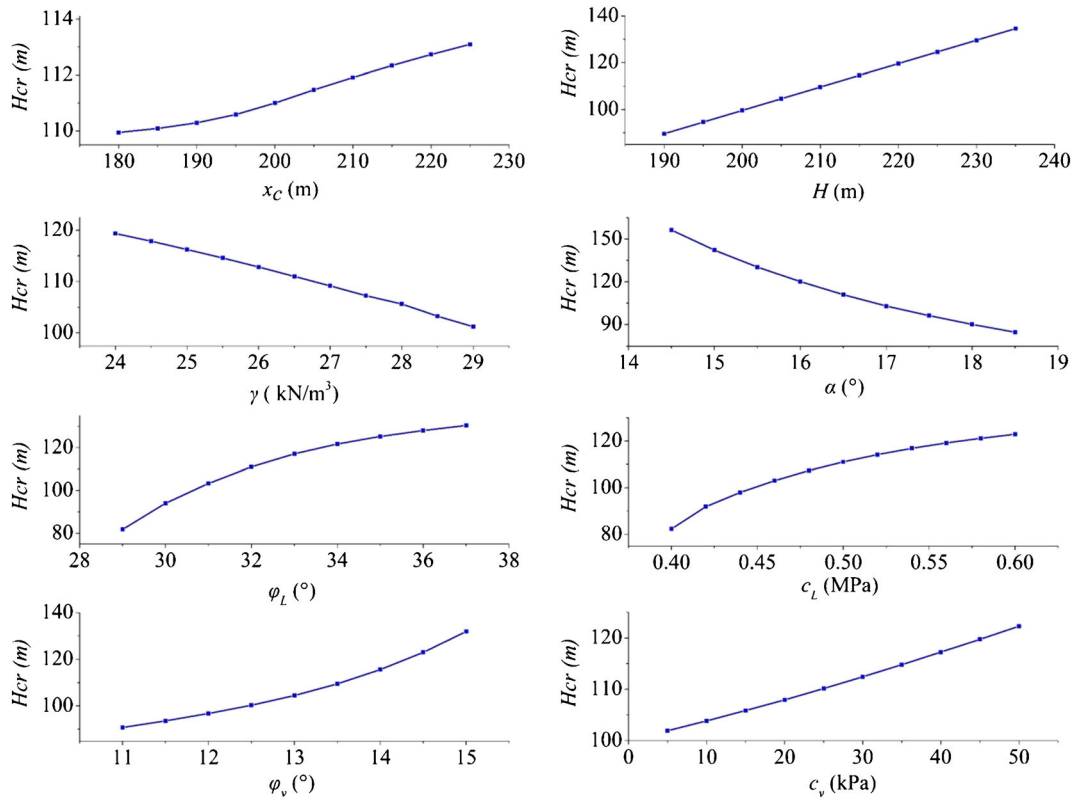 Hcr (m)
114
112
110
180 190 200 210 220 230
x_C (m)
Hcr (m)
140
120
100
190 200 210 220 230 240
H (m)
Hcr (m)
120
110
100
24 25 26 27 28 29
γ ( kN/m³)
Hcr (m)
150
120
90
14 15 16 17 18 19
α (°)
Hcr (m)
120
100
80
28 30 32 34 36 38
φ_L (°)
Hcr (m)
120
100
80
0.40 0.45 0.50 0.55 0.60
c_L (MPa)
Hcr (m)
140
120
100
11 12 13 14 15
φ_v (°)
Hcr (m)
120
110
100
0 10 20 30 40 50
c_v (kPa)